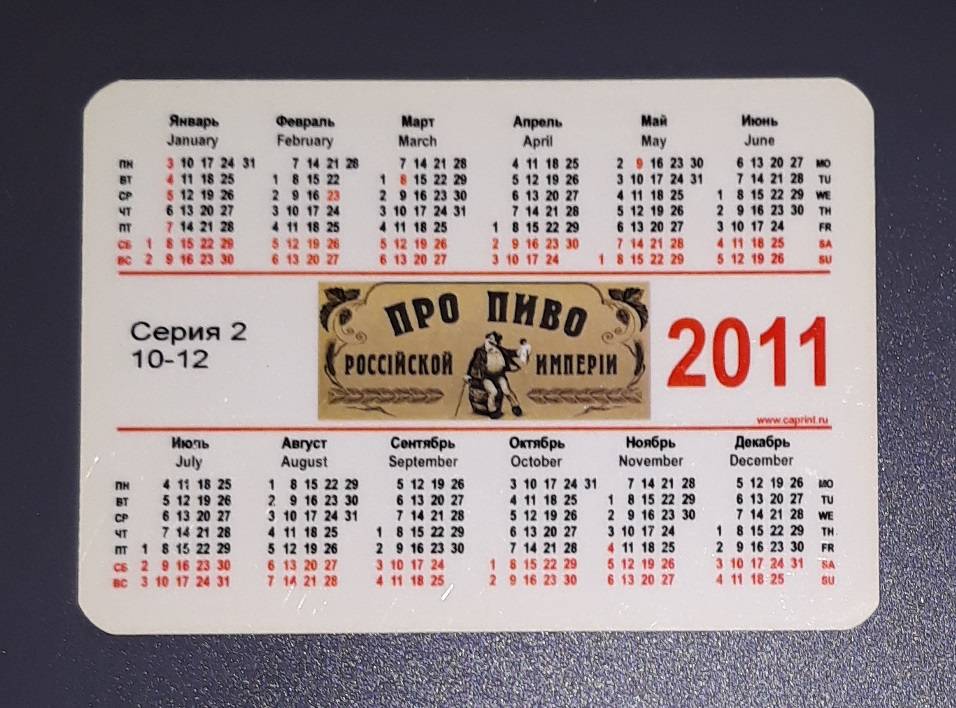 Январь Февраль Март Апрель Май Июнь
January February March April May June
ПН 3 10 17 24 31 7 14 21 28 7 14 21 28 4 11 18 25 2 9 16 23 30 6 13 20 27 MO
ВТ 4 11 18 25 1 8 15 22 1 8 15 22 29 5 12 19 26 3 10 17 24 31 7 14 21 28 TU
СР 5 12 19 26 2 9 16 23 2 9 16 23 30 6 13 20 27 4 11 18 25 1 8 15 22 29 WE
ЧТ 6 13 20 27 3 10 17 24 3 10 17 24 31 7 14 21 28 5 12 19 26 2 9 16 23 30 TH
ПТ 7 14 21 28 4 11 18 25 4 11 18 25 1 8 15 22 29 6 13 20 27 3 10 17 24 FR
СБ 1 8 15 22 29 5 12 19 26 5 12 19 26 2 9 16 23 30 7 14 21 28 4 11 18 25 SA
ВС 2 9 16 23 30 6 13 20 27 6 13 20 27 3 10 17 24 1 8 15 22 29 5 12 19 26 SU
Серия 2
10-12
ПРО ПИВО
РОССІЙСКОЙ ИМПЕРІИ
2011
www.caprint.ru
Июль Август Сентябрь Октябрь Ноябрь Декабрь
July August September October November December
ПН 4 11 18 25 1 8 15 22 29 5 12 19 26 3 10 17 24 31 7 14 21 28 5 12 19 26 MO
ВТ 5 12 19 26 2 9 16 23 30 6 13 20 27 4 11 18 25 1 8 15 22 29 6 13 20 27 TU
СР 6 13 20 27 3 10 17 24 31 7 14 21 28 5 12 19 26 2 9 16 23 30 7 14 21 28 WE
ЧТ 7 14 21 28 4 11 18 25 1 8 15 22 29 6 13 20 27 3 10 17 24 1 8 15 22 29 TH
ПТ 1 8 15 22 29 5 12 19 26 2 9 16 23 30 7 14 21 28 4 11 18 25 2 9 16 23 30 FR
СБ 2 9 16 23 30 6 13 20 27 3 10 17 24 1 8 15 22 29 5 12 19 26 3 10 17 24 31 SA
ВС 3 10 17 24 31 7 14 21 28 4 11 18 25 2 9 16 23 30 6 13 20 27 4 11 18 25 SU